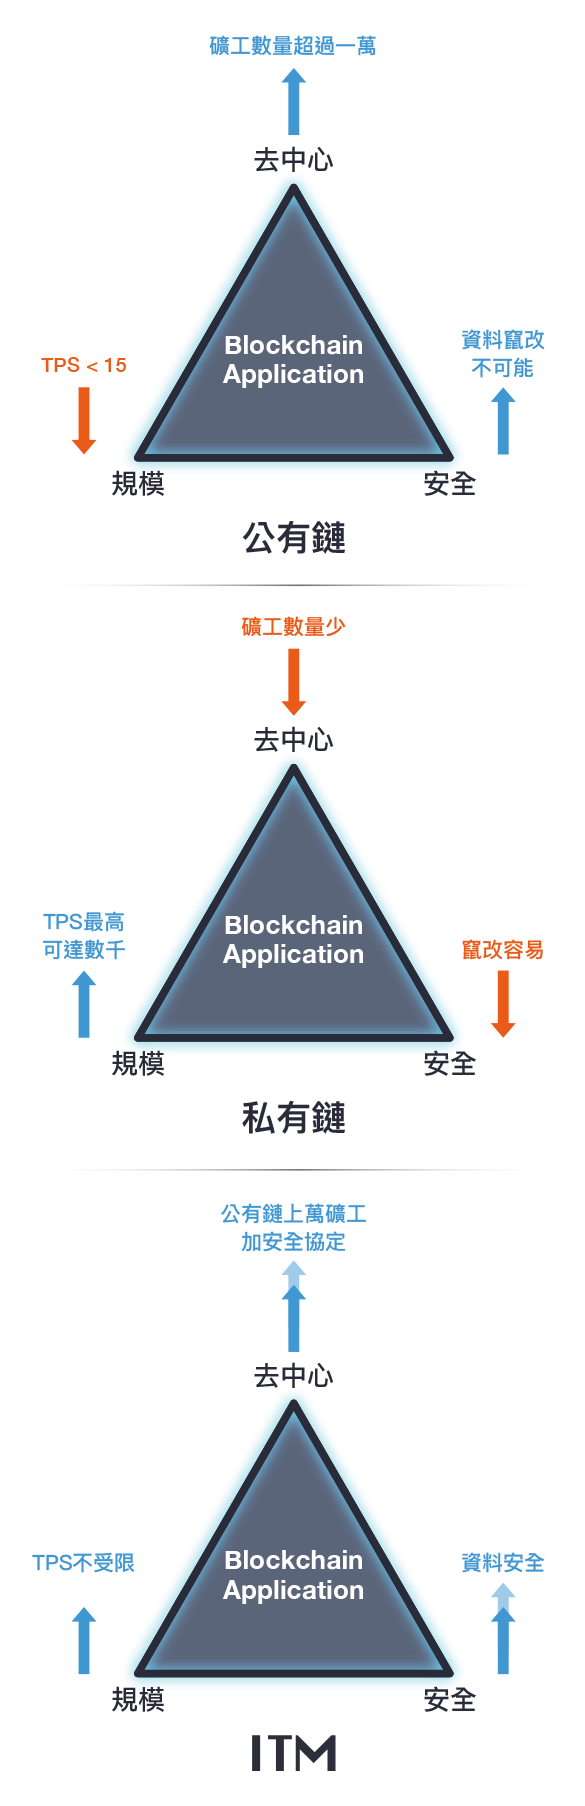 礦工數量超過一萬
去中心
TPS < 15
資料竄改
不可能
Blockchain
Application
規模
安全
公有鏈
礦工數量少
去中心
TPS最高
可達數千
竄改容易
Blockchain
Application
規模
安全
私有鏈
公有鏈上萬礦工
加安全協定
去中心
TPS不受限
資料安全
Blockchain
Application
規模
安全
ITM